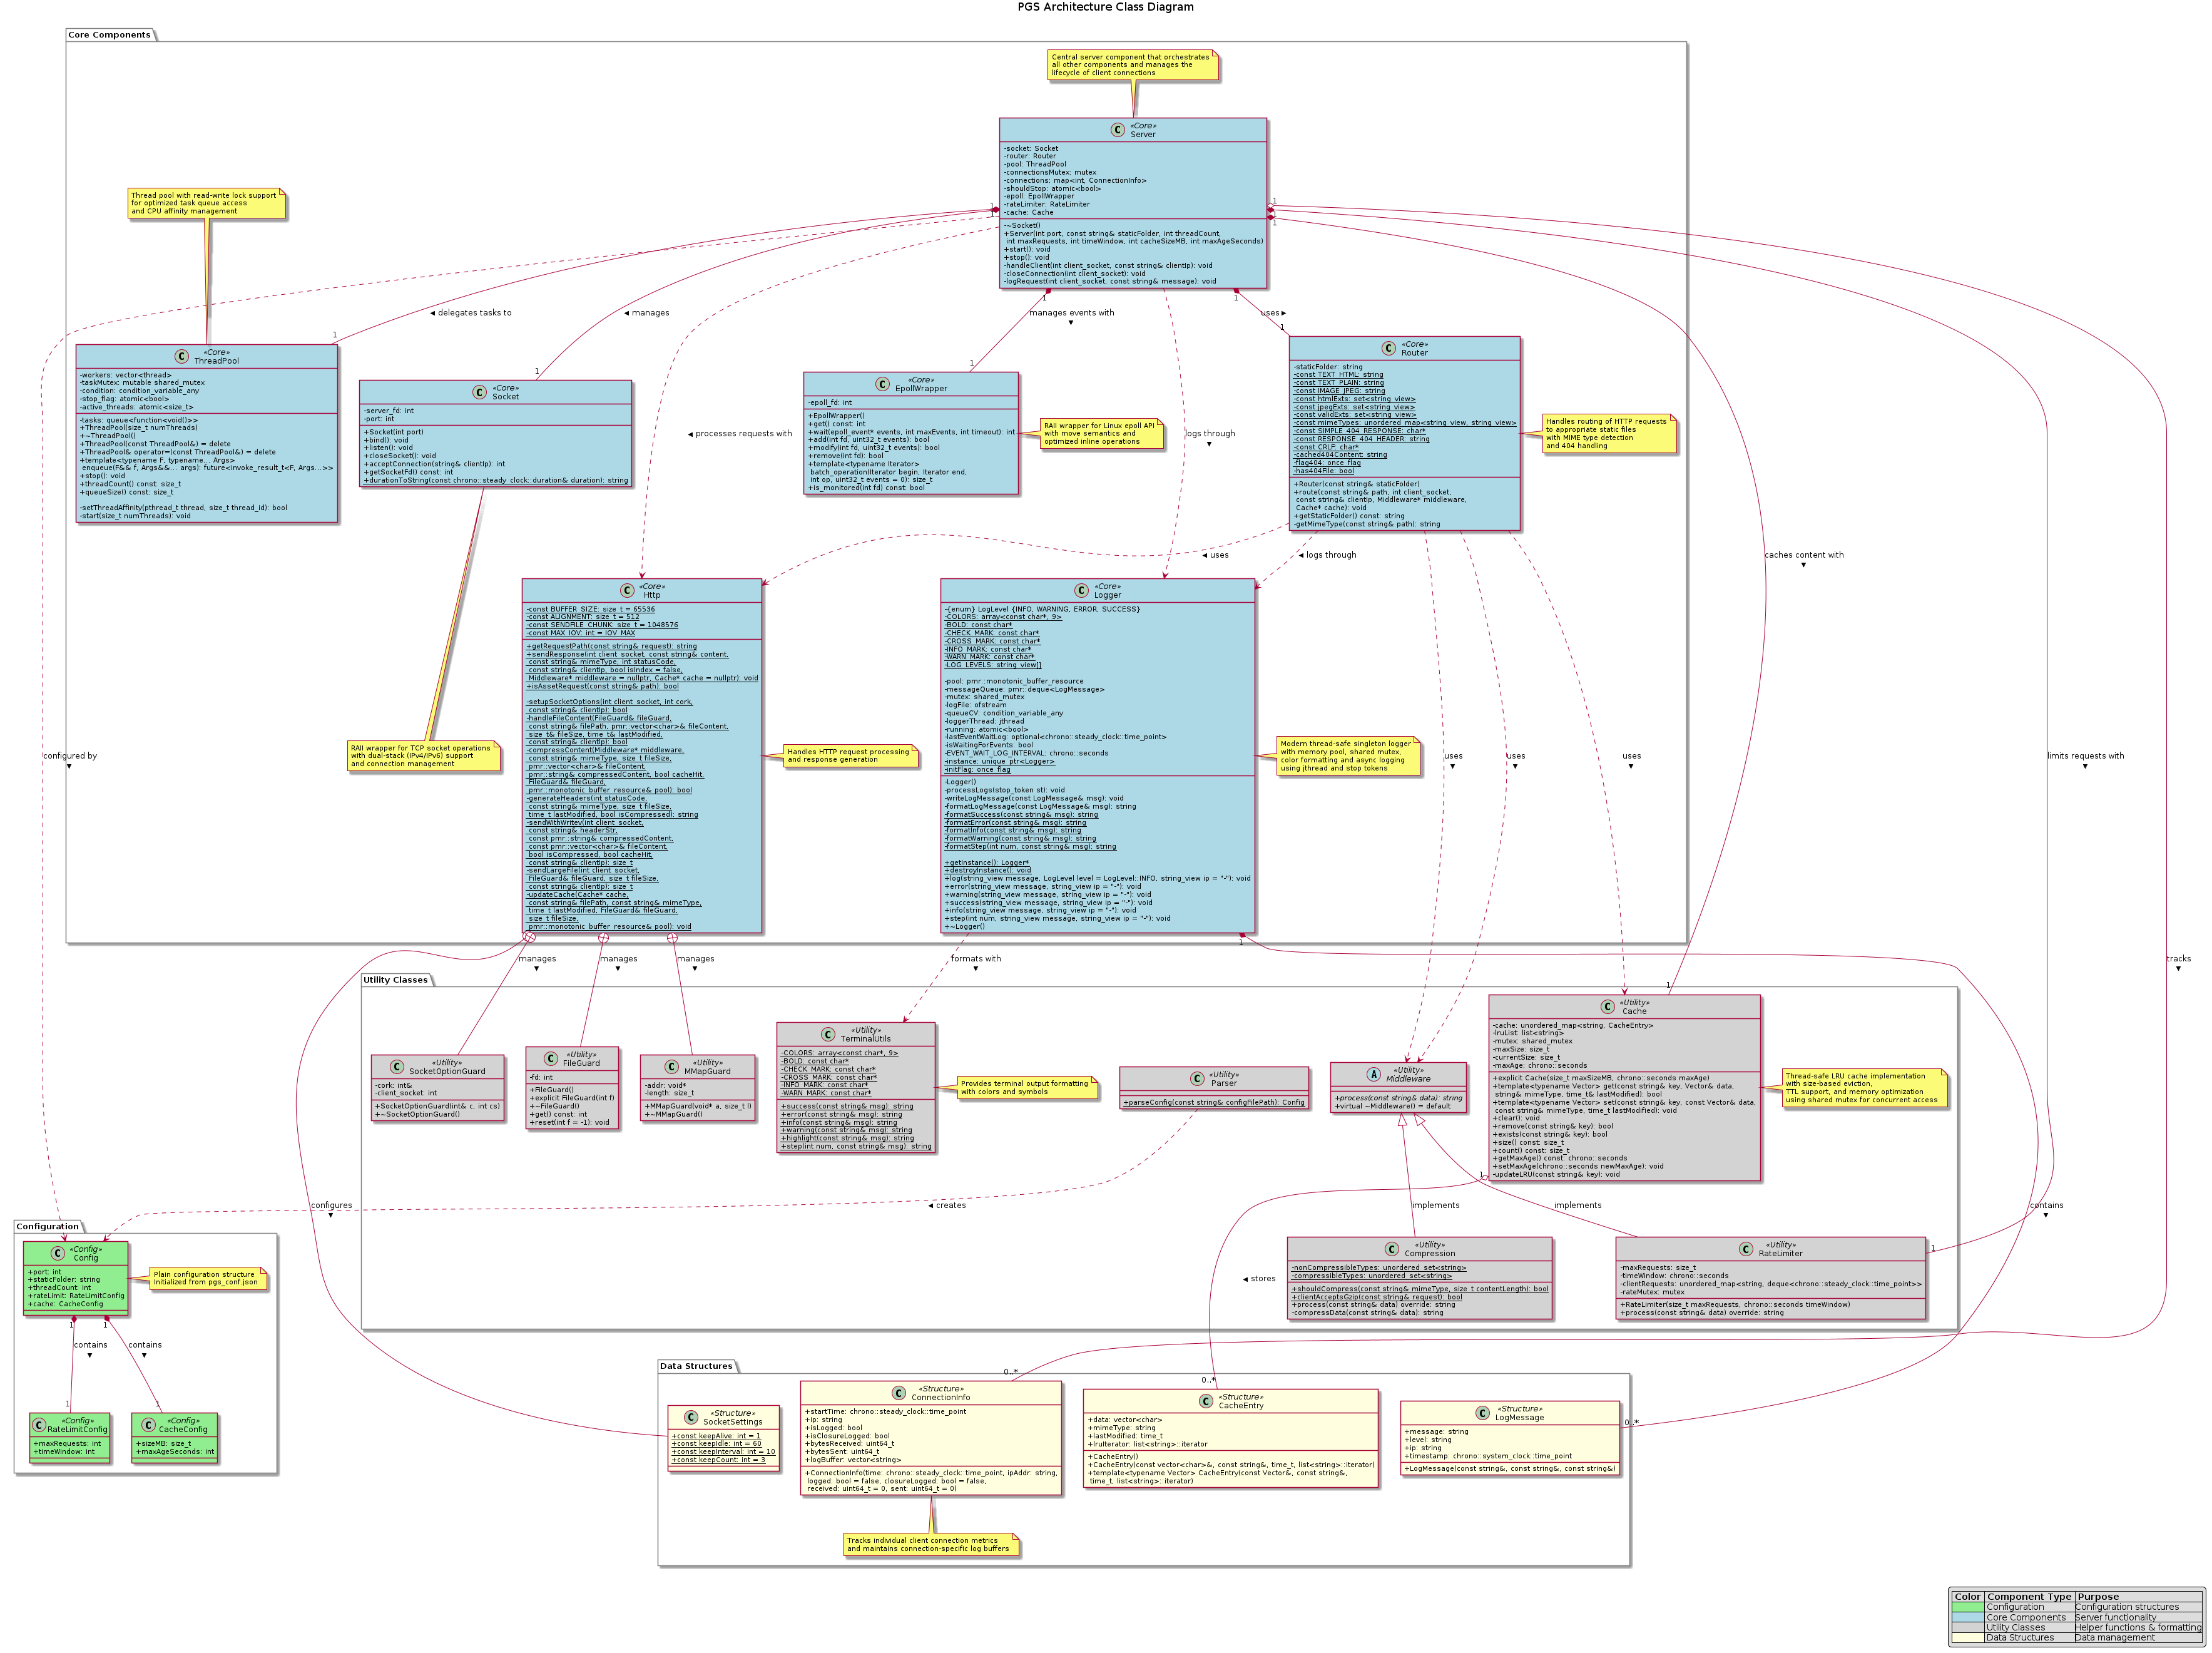 PGS Architecture Class Diagram
Core Components
Central server component that orchestrates
all other components and manages the
lifecycle of client connections
C «Core»
Server
-socket: Socket
-router: Router
-pool: ThreadPool
-connectionsMutex: mutex
-connections: map<int, ConnectionInfo>
-shouldStop: atomic<bool>
-epoll: EpollWrapper
-rateLimiter: RateLimiter
-cache: Cache
-~Socket()
+Server(int port, const string& staticFolder, int threadCount,
int maxRequests, int timeWindow, int cacheSizeMB, int maxAgeSeconds)
+start(): void
+stop(): void
-handleClient(int client_socket, const string& clientIp): void
-closeConnection(int client_socket): void
-logRequest(int client_socket, const string& message): void
Thread pool with read-write lock support
for optimized task queue access
and CPU affinity management
1
1
1
1
1
1
1
◄ delegates tasks to
◄ manages
manages events with
▼
uses ►
1
1
1
1
C «Core»
ThreadPool
-workers: vector<thread>
-taskMutex: mutable shared_mutex
-condition: condition_variable_any
-stop_flag: atomic<bool>
-active_threads: atomic<size_t>
-tasks: queue<function<void()>>
+ThreadPool(size_t numThreads)
+~ThreadPool()
+ThreadPool(const ThreadPool&) = delete
+ThreadPool& operator=(const ThreadPool&) = delete
+template<typename F, typename... Args>
enqueue(F&& f, Args&&... args): future<invoke_result_t<F, Args...>>
+stop(): void
+threadCount() const: size_t
+queueSize() const: size_t
-setThreadAffinity(pthread_t thread, size_t thread_id): bool
-start(size_t numThreads): void
C «Core»
Socket
-server_fd: int
-port: int
+Socket(int port)
+bind(): void
+listen(): void
+closeSocket(): void
+acceptConnection(string& clientIp): int
+getSocketFd() const: int
+durationToString(const chrono::steady_clock::duration& duration): string
C «Core»
EpollWrapper
-epoll_fd: int
+EpollWrapper()
+get() const: int
+wait(epoll_event* events, int maxEvents, int timeout): int
+add(int fd, uint32_t events): bool
+modify(int fd, uint32_t events): bool
+remove(int fd): bool
+template<typename Iterator>
batch_operation(Iterator begin, Iterator end,
int op, uint32_t events = 0): size_t
+is_monitored(int fd) const: bool
RAII wrapper for Linux epoll API
with move semantics and
optimized inline operations
C «Core»
Router
-staticFolder: string
-const TEXT_HTML: string
-const TEXT_PLAIN: string
-const IMAGE_JPEG: string
-const htmlExts: set<string_view>
-const jpegExts: set<string_view>
-const validExts: set<string_view>
-const mimeTypes: unordered_map<string_view, string_view>
-const SIMPLE_404_RESPONSE: char*
-const RESPONSE_404_HEADER: string
-const CRLF: char*
-cached404Content: string
-flag404: once_flag
-has404File: bool
+Router(const string& staticFolder)
+route(const string& path, int client_socket,
const string& clientIp, Middleware* middleware,
Cache* cache): void
+getStaticFolder() const: string
-getMimeType(const string& path): string
Handles routing of HTTP requests
to appropriate static files
with MIME type detection
and 404 handling
◄ processes requests with
logs through
▼
◄ uses
◄ logs through
caches content with
▼
C «Core»
Http
-const BUFFER_SIZE: size_t = 65536
-const ALIGNMENT: size_t = 512
-const SENDFILE_CHUNK: size_t = 1048576
-const MAX_IOV: int = IOV_MAX
+getRequestPath(const string& request): string
+sendResponse(int client_socket, const string& content,
const string& mimeType, int statusCode,
const string& clientIp, bool isIndex = false,
Middleware* middleware = nullptr, Cache* cache = nullptr): void
+isAssetRequest(const string& path): bool
-setupSocketOptions(int client_socket, int cork,
const string& clientIp): bool
-handleFileContent(FileGuard& fileGuard,
const string& filePath, pmr::vector<char>& fileContent,
size_t& fileSize, time_t& lastModified,
const string& clientIp): bool
-compressContent(Middleware* middleware,
const string& mimeType, size_t fileSize,
pmr::vector<char>& fileContent,
pmr::string& compressedContent, bool cacheHit,
FileGuard& fileGuard,
pmr::monotonic_buffer_resource& pool): bool
-generateHeaders(int statusCode,
const string& mimeType, size_t fileSize,
time_t lastModified, bool isCompressed): string
-sendWithWritev(int client_socket,
const string& headerStr,
const pmr::string& compressedContent,
const pmr::vector<char>& fileContent,
bool isCompressed, bool cacheHit,
const string& clientIp): size_t
-sendLargeFile(int client_socket,
FileGuard& fileGuard, size_t fileSize,
const string& clientIp): size_t
-updateCache(Cache* cache,
const string& filePath, const string& mimeType,
time_t lastModified, FileGuard& fileGuard,
size_t fileSize,
pmr::monotonic_buffer_resource& pool): void
Handles HTTP request processing
and response generation
RAII wrapper for TCP socket operations
with dual-stack (IPv4/IPv6) support
and connection management
C «Core»
Logger
-{enum} LogLevel {INFO, WARNING, ERROR, SUCCESS}
-COLORS: array<const char*, 9>
-BOLD: const char*
-CHECK_MARK: const char*
-CROSS_MARK: const char*
-INFO_MARK: const char*
-WARN_MARK: const char*
-LOG_LEVELS: string_view[]
-pool: pmr::monotonic_buffer_resource
-messageQueue: pmr::deque<LogMessage>
-mutex: shared_mutex
-logFile: ofstream
-queueCV: condition_variable_any
-loggerThread: jthread
-running: atomic<bool>
-lastEventWaitLog: optional<chrono::steady_clock::time_point>
-isWaitingForEvents: bool
-EVENT_WAIT_LOG_INTERVAL: chrono::seconds
-instance: unique_ptr<Logger>
-initFlag: once_flag
-Logger()
-processLogs(stop_token st): void
-writeLogMessage(const LogMessage& msg): void
-formatLogMessage(const LogMessage& msg): string
-formatSuccess(const string& msg): string
-formatError(const string& msg): string
-formatInfo(const string& msg): string
-formatWarning(const string& msg): string
-formatStep(int num, const string& msg): string
+getInstance(): Logger*
+destroyInstance(): void
+log(string_view message, LogLevel level = LogLevel::INFO, string_view ip = "-"): void
+error(string_view message, string_view ip = "-"): void
+warning(string_view message, string_view ip = "-"): void
+success(string_view message, string_view ip = "-"): void
+info(string_view message, string_view ip = "-"): void
+step(int num, string_view message, string_view ip = "-"): void
+~Logger()
Modern thread-safe singleton logger
with memory pool, shared mutex,
color formatting and async logging
using jthread and stop tokens
configured by
▼
uses
▼
uses
▼
uses
▼
limits requests with
▼
manages
▼
manages
▼
manages
▼
formats with
▼
1
tracks
▼
Utility Classes
C «Utility»
SocketOptionGuard
-cork: int&
-client_socket: int
+SocketOptionGuard(int& c, int cs)
+~SocketOptionGuard()
C «Utility»
FileGuard
-fd: int
+FileGuard()
+explicit FileGuard(int f)
+~FileGuard()
+get() const: int
+reset(int f = -1): void
C «Utility»
MMapGuard
-addr: void*
-length: size_t
+MMapGuard(void* a, size_t l)
+~MMapGuard()
C «Utility»
TerminalUtils
-COLORS: array<const char*, 9>
-BOLD: const char*
-CHECK_MARK: const char*
-CROSS_MARK: const char*
-INFO_MARK: const char*
-WARN_MARK: const char*
+success(const string& msg): string
+error(const string& msg): string
+info(const string& msg): string
+warning(const string& msg): string
+highlight(const string& msg): string
+step(int num, const string& msg): string
Provides terminal output formatting
with colors and symbols
C «Utility»
Parser
+parseConfig(const string& configFilePath): Config
A «Utility»
Middleware
+process(const string& data): string
+virtual ~Middleware() = default
1
C «Utility»
Cache
-cache: unordered_map<string, CacheEntry>
-lruList: list<string>
-mutex: shared_mutex
-maxSize: size_t
-currentSize: size_t
-maxAge: chrono::seconds
+explicit Cache(size_t maxSizeMB, chrono::seconds maxAge)
+template<typename Vector> get(const string& key, Vector& data,
string& mimeType, time_t& lastModified): bool
+template<typename Vector> set(const string& key, const Vector& data,
const string& mimeType, time_t lastModified): void
+clear(): void
+remove(const string& key): bool
+exists(const string& key): bool
+size() const: size_t
+count() const: size_t
+getMaxAge() const: chrono::seconds
+setMaxAge(chrono::seconds newMaxAge): void
-updateLRU(const string& key): void
Thread-safe LRU cache implementation
with size-based eviction,
TTL support, and memory optimization
using shared mutex for concurrent access
1
configures
▼
◄ creates
implements
implements
contains
▼
◄ stores
1
C «Utility»
Compression
-nonCompressibleTypes: unordered_set<string>
-compressibleTypes: unordered_set<string>
+shouldCompress(const string& mimeType, size_t contentLength): bool
+clientAcceptsGzip(const string& request): bool
+process(const string& data) override: string
-compressData(const string& data): string
C «Utility»
RateLimiter
-maxRequests: size_t
-timeWindow: chrono::seconds
-clientRequests: unordered_map<string, deque<chrono::steady_clock::time_point>>
-rateMutex: mutex
+RateLimiter(size_t maxRequests, chrono::seconds timeWindow)
+process(const string& data) override: string
Configuration
C «Config»
Config
+port: int
+staticFolder: string
+threadCount: int
+rateLimit: RateLimitConfig
+cache: CacheConfig
Plain configuration structure
Initialized from pgs_conf.json
1
1
contains
▼
contains
▼
1
1
C «Config»
RateLimitConfig
+maxRequests: int
+timeWindow: int
C «Config»
CacheConfig
+sizeMB: size_t
+maxAgeSeconds: int
Data Structures
0..*
0..*
0..*
C «Structure»
SocketSettings
+const keepAlive: int = 1
+const keepIdle: int = 60
+const keepInterval: int = 10
+const keepCount: int = 3
C «Structure»
ConnectionInfo
+startTime: chrono::steady_clock::time_point
+ip: string
+isLogged: bool
+isClosureLogged: bool
+bytesReceived: uint64_t
+bytesSent: uint64_t
+logBuffer: vector<string>
+ConnectionInfo(time: chrono::steady_clock::time_point, ipAddr: string,
logged: bool = false, closureLogged: bool = false,
received: uint64_t = 0, sent: uint64_t = 0)
Tracks individual client connection metrics
and maintains connection-specific log buffers
C «Structure»
CacheEntry
+data: vector<char>
+mimeType: string
+lastModified: time_t
+lruIterator: list<string>::iterator
+CacheEntry()
+CacheEntry(const vector<char>&, const string&, time_t, list<string>::iterator)
+template<typename Vector> CacheEntry(const Vector&, const string&,
time_t, list<string>::iterator)
C «Structure»
LogMessage
+message: string
+level: string
+ip: string
+timestamp: chrono::system_clock::time_point
+LogMessage(const string&, const string&, const string&)
Color Component Type Purpose
Configuration Configuration structures
Core Components Server functionality
Utility Classes Helper functions & formatting
Data Structures Data management